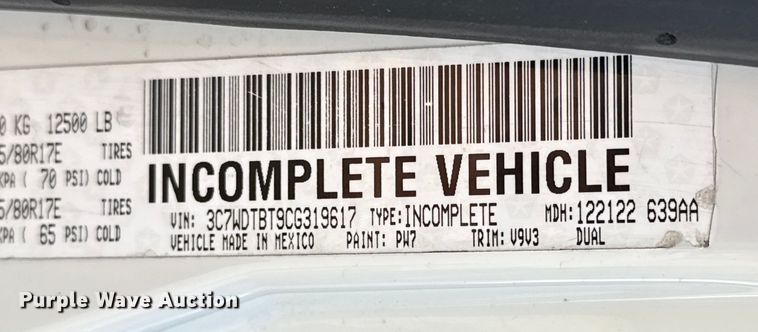 0 KG 12500 LB
5/80R17E TIRES
KPA ( 70 PSI) COLD
5/80R17E TIRES
KPA ( 65 PSI) COLD
INCOMPLETE VEHICLE
VIN: 3C7WDTBT9CG319617 TYPE: INCOMPLETE MDH: 122122 639AA
VEHICLE MADE IN MEXICO PAINT: PW7 TRIM: V9V3 DUAL
Purple Wave Auction